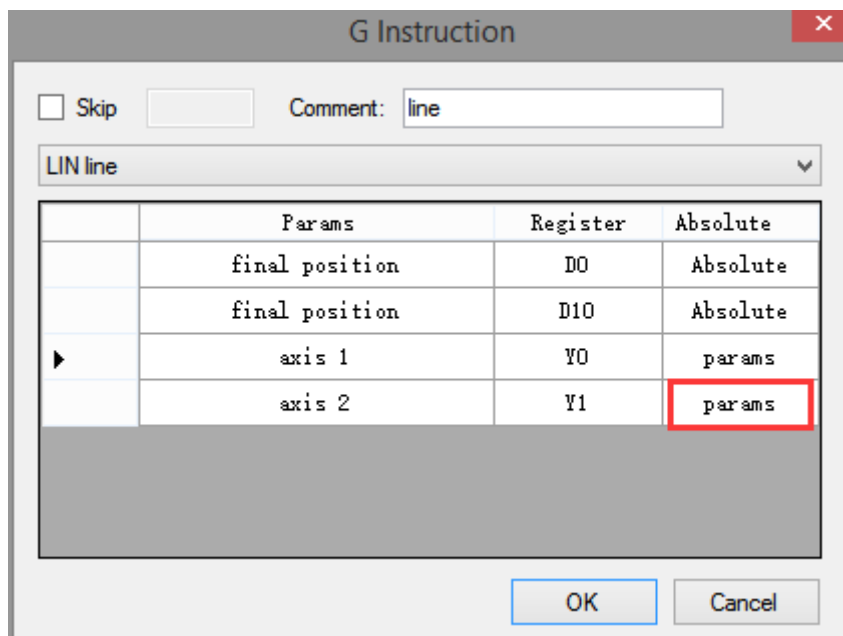 G Instruction
Skip Comment: line
LIN line
Params Register Absolute
final position D0 Absolute
final position D10 Absolute
axis 1 Y0 params
axis 2 Y1 params
OK Cancel